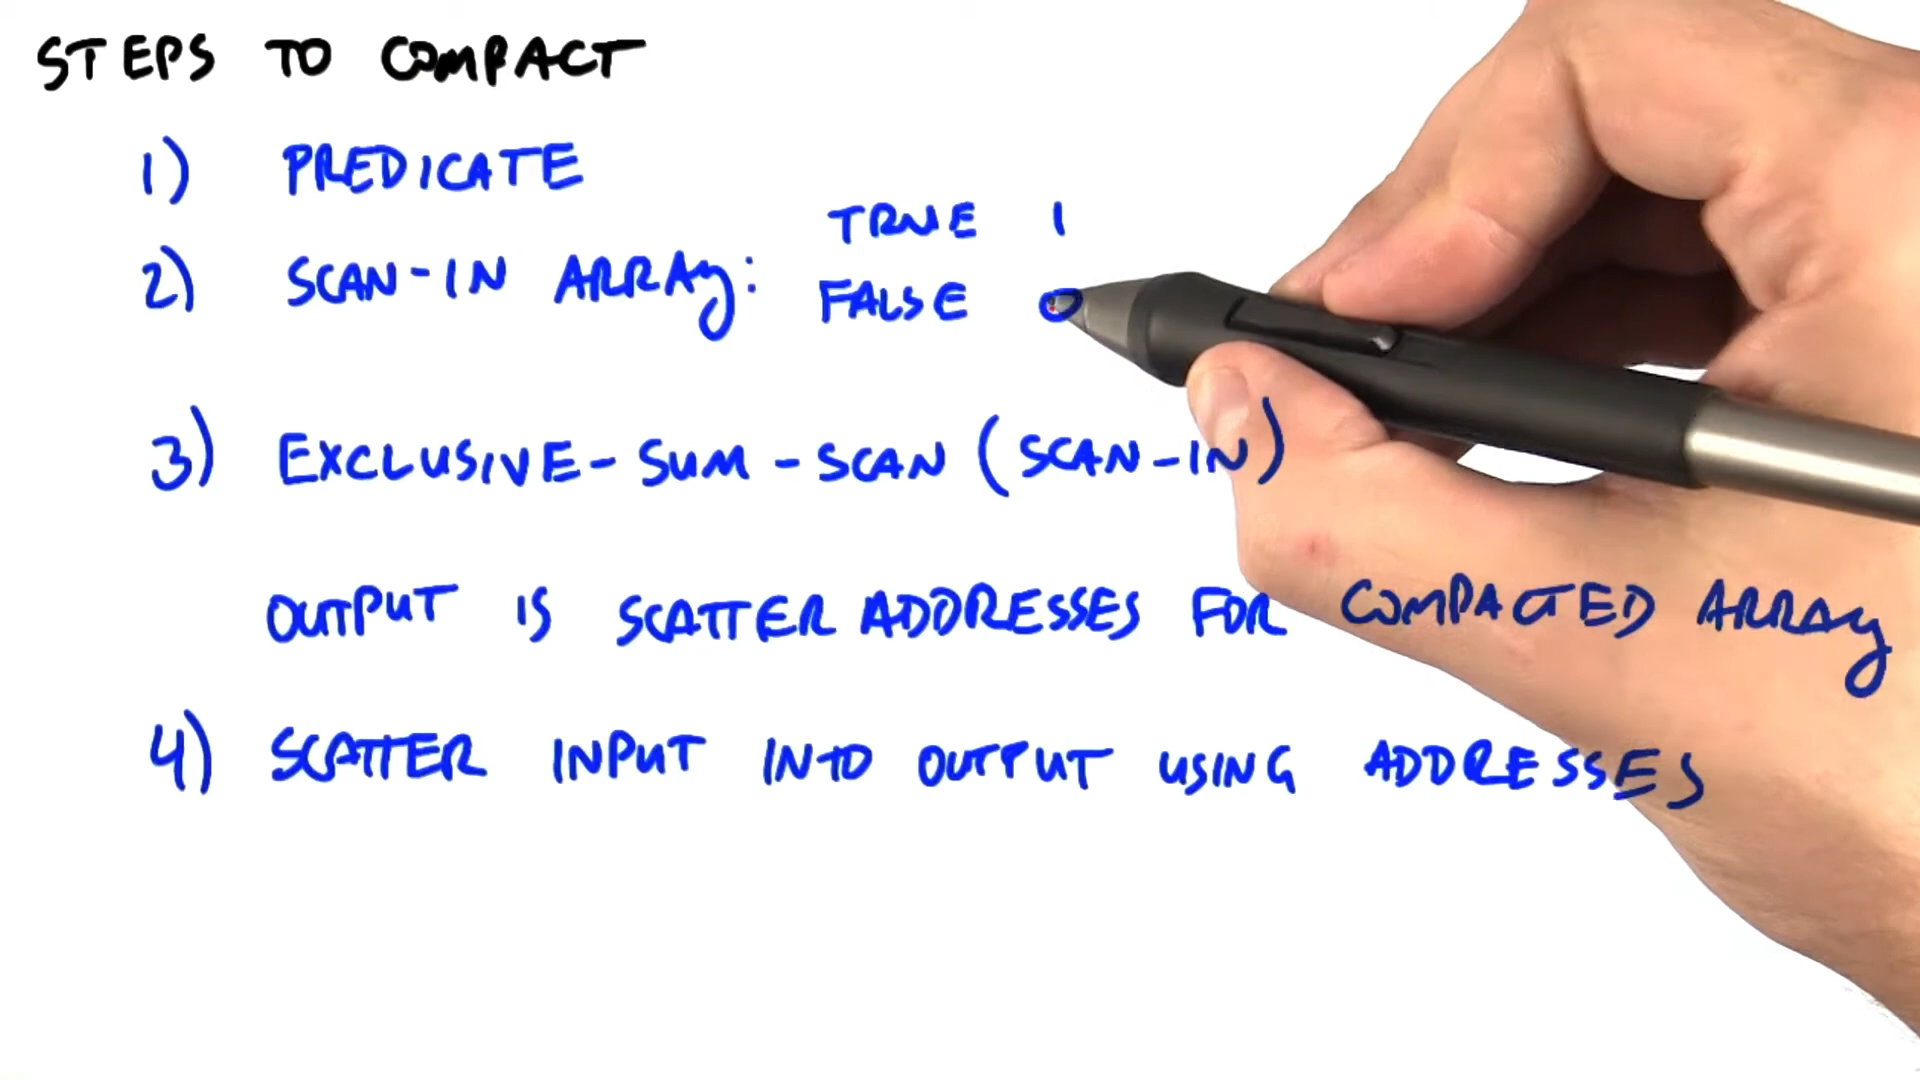 STEPS TO COMPACT
1) PREDICATE
TRUE 1
2) SCAN-IN ARRAY: FALSE 0
3) EXCLUSIVE-SUM-SCAN (SCAN-IN)
OUTPUT IS SCATTER ADDRESSES FOR COMPACTED ARRAY
4) SCATTER INPUT INTO OUTPUT USING ADDRESSES